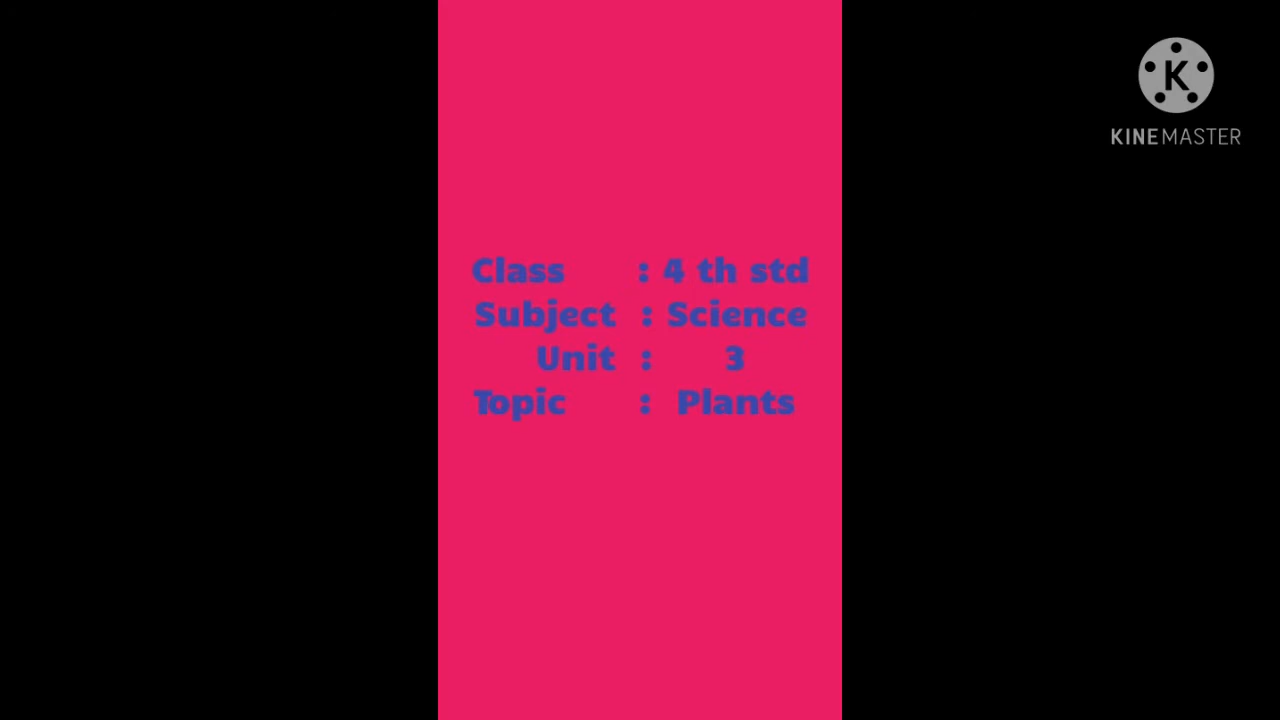 Class : 4 th std
Subject : Science
Unit : 3
Topic : Plants
K
KINEMASTER